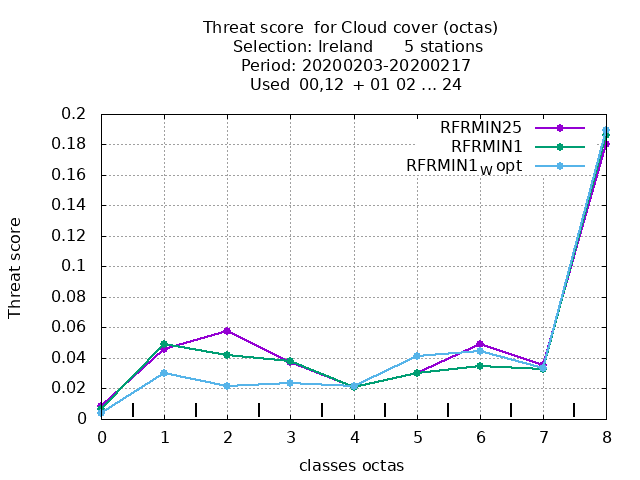 Threat score  for Cloud cover (octas)
Selection: Ireland      5 stations
Period: 20200203-20200217
Used  00,12  + 01 02 ... 24
RFRMIN25
RFRMIN1
RFRMIN1W opt
Threat score
0.2
0.18
0.16
0.14
0.12
0.1
0.08
0.06
0.04
0.02
0
0 1 2 3 4 5 6 7 8
classes octas